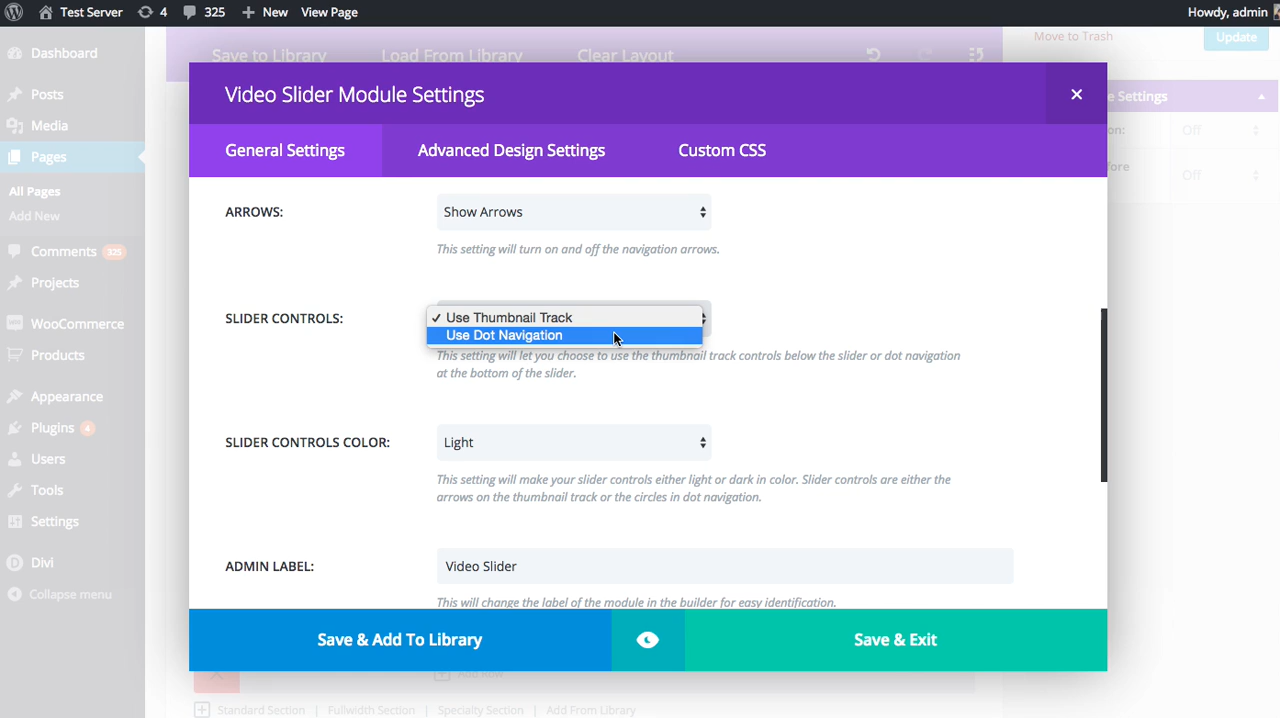 Test Server 4 325 New View Page Howdy, admin
Dashboard
Posts
Media
Pages
All Pages
Add New
Comments 325
Projects
WooCommerce
Products
Appearance
Plugins 4
Users
Tools
Settings
Divi
Collapse menu
Save to Library Load From Library Clear Layout
Move to Trash
Update
e Settings
on: Off
fore Off
Video Slider Module Settings
General Settings Advanced Design Settings Custom CSS
ARROWS: Show Arrows
This setting will turn on and off the navigation arrows.
SLIDER CONTROLS: Use Thumbnail Track
Use Dot Navigation
This setting will let you choose to use the thumbnail track controls below the slider or dot navigation
at the bottom of the slider.
SLIDER CONTROLS COLOR: Light
This setting will make your slider controls either light or dark in color. Slider controls are either the
arrows on the thumbnail track or the circles in dot navigation.
ADMIN LABEL: Video Slider
This will change the label of the module in the builder for easy identification.
Save & Add To Library Save & Exit
Add Row
Standard Section | Fullwidth Section | Specialty Section | Add From Library